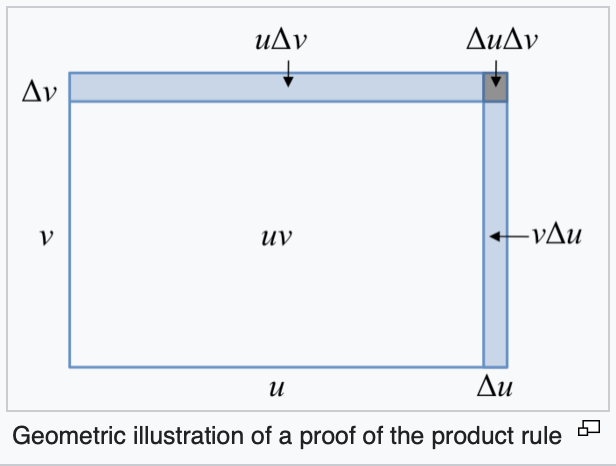 uΔv
ΔuΔv
Δv
v
uv
vΔu
u
Δu
Geometric illustration of a proof of the product rule